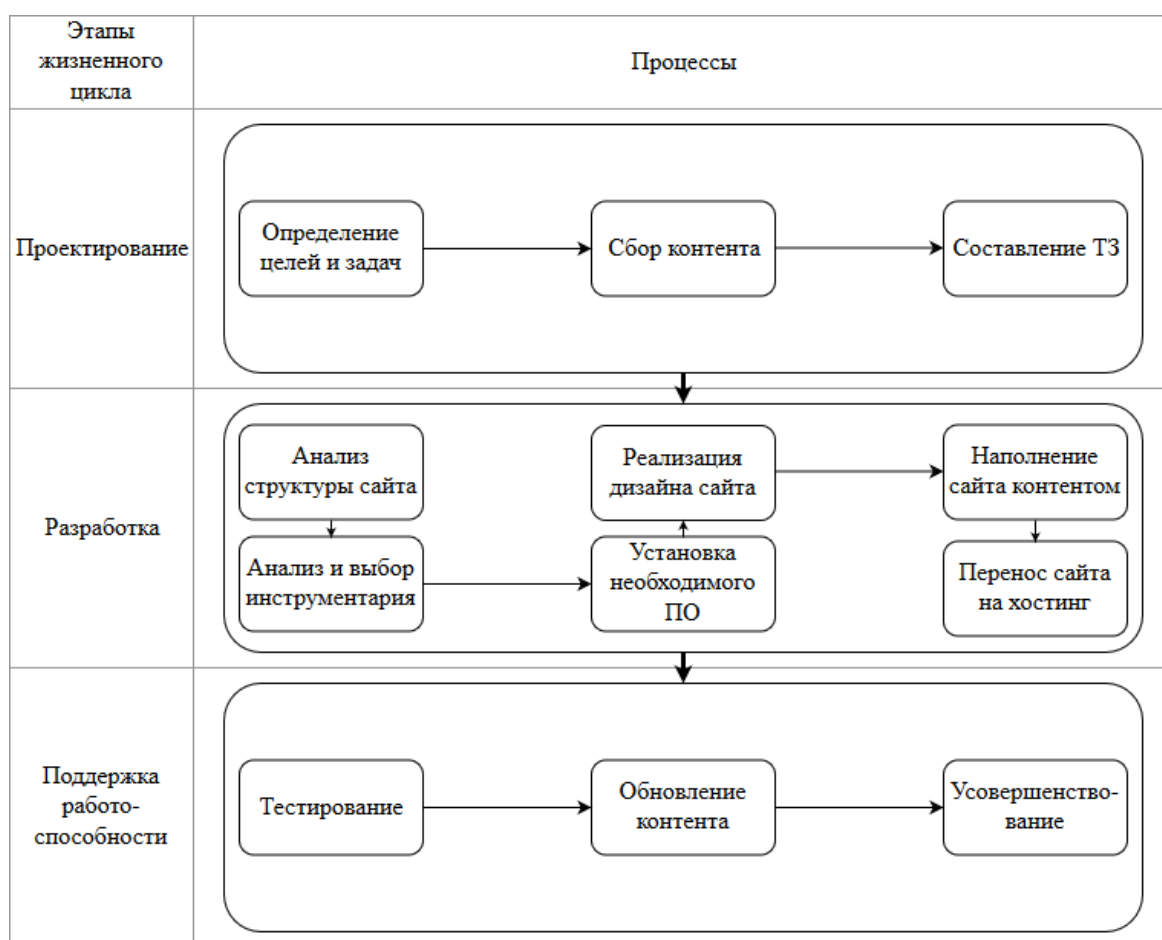 Этапы
жизненного
цикла
Процессы
Проектирование
Определение
целей и задач
Сбор контента
Составление ТЗ
Разработка
Анализ
структуры сайта
Реализация
дизайна сайта
Наполнение
сайта контентом
Анализ и выбор
инструментария
Установка
необходимого
ПО
Перенос сайта
на хостинг
Поддержка
работо-
способности
Тестирование
Обновление
контента
Усовершенство-
вание